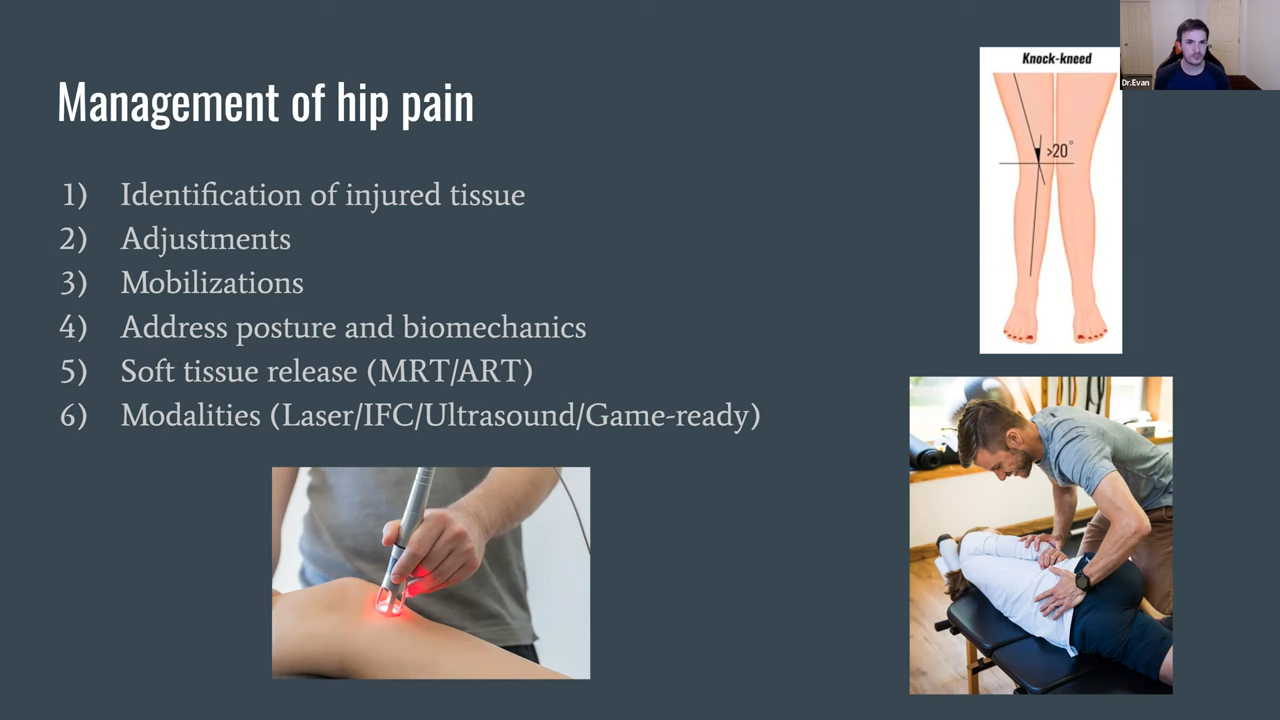 Management of hip pain
1) Identification of injured tissue
2) Adjustments
3) Mobilizations
4) Address posture and biomechanics
5) Soft tissue release (MRT/ART)
6) Modalities (Laser/IFC/Ultrasound/Game-ready)
Knock-kneed
>20°
Dr.Evan